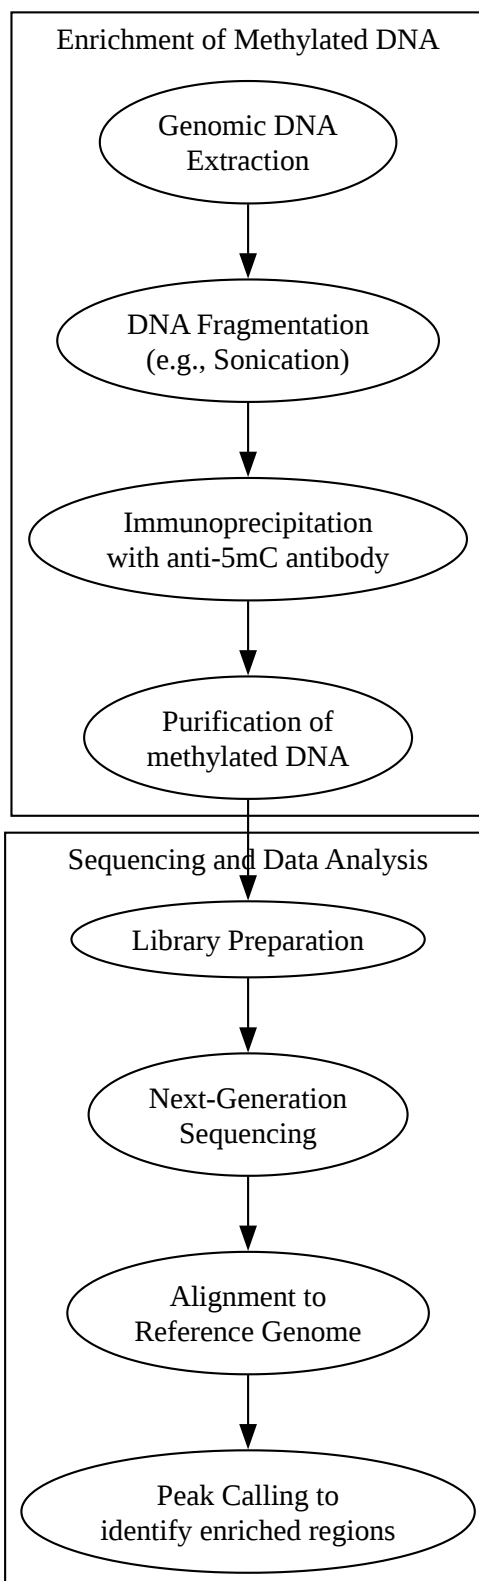 Enrichment of Methylated DNA
Genomic DNA
Extraction
DNA Fragmentation
(e.g., Sonication)
Immunoprecipitation
with anti-5mC antibody
Purification of
methylated DNA
Sequencing and Data Analysis
Library Preparation
Next-Generation
Sequencing
Alignment to
Reference Genome
Peak Calling to
identify enriched regions